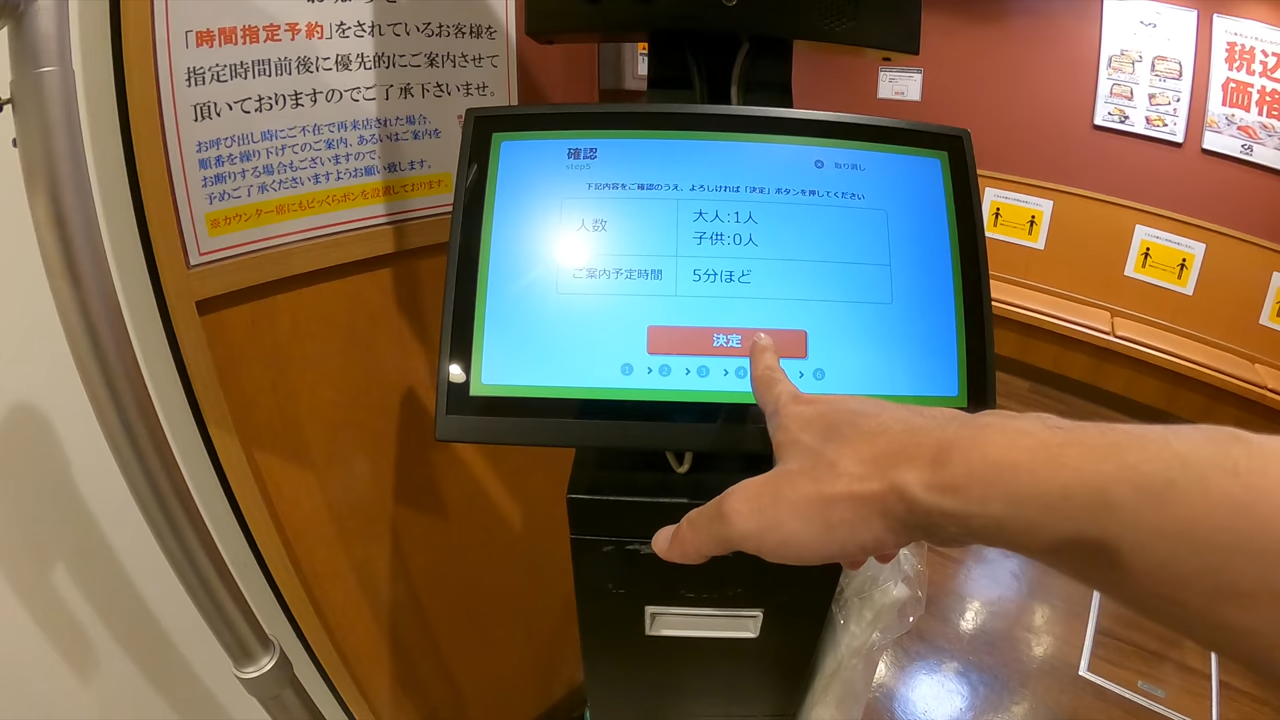 「時間指定予約」をされているお客様を
指定時間前後に優先的にご案内させて
頂いておりますのでご了承下さいませ。
お呼び出し時にご不在で再来店された場合、
順番を繰り下げてのご案内、あるいはご案内を
お断りする場合もございますので、
予めご了承くださいますようお願い致します。
※カウンター席にもビッくらポンを設置しております。
確認
step5
取り消し
下記内容をご確認のうえ、よろしければ「決定」ボタンを押してください
人数
大人:1人
子供:0人
ご案内予定時間
5分ほど
決定
1 2 3 4 6
税込
価格